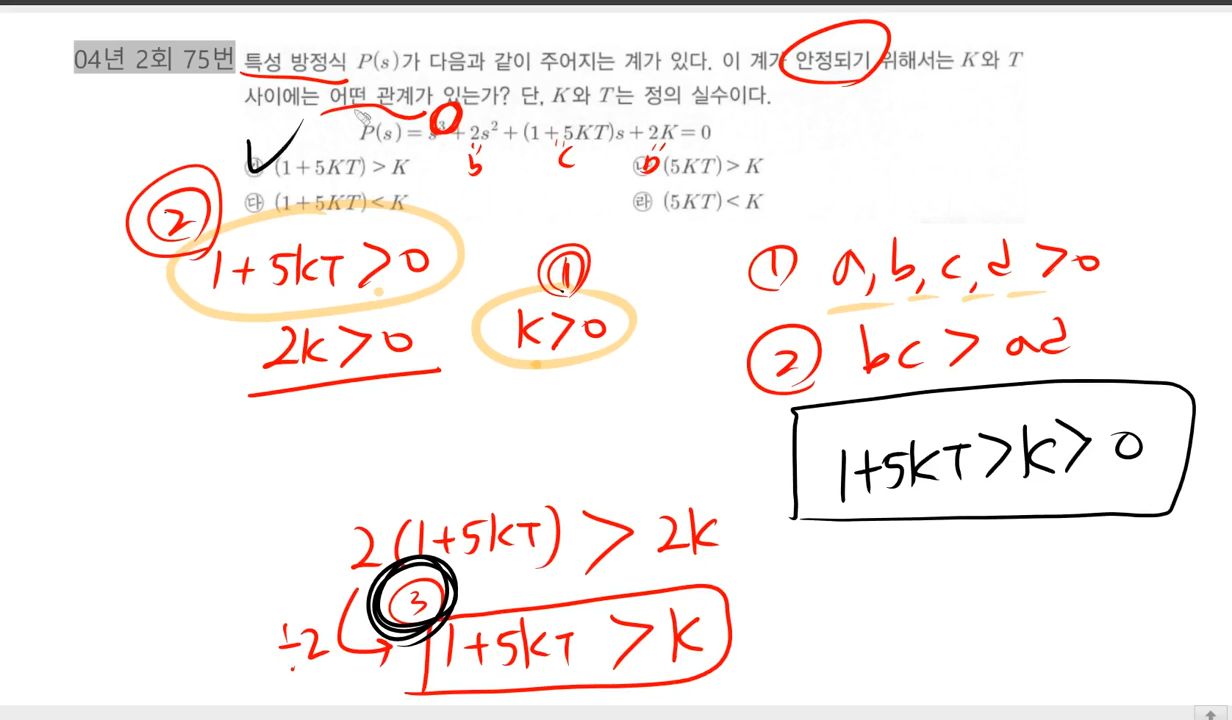 04년 2회 75번 특성 방정식 P(s)가 다음과 같이 주어지는 계가 있다. 이 계가 안정되기 위해서는 K와 T
사이에는 어떤 관계가 있는가? 단, K와 T는 정의 실수이다.
P(s) = s³ + 2s² + (1+5KT)s + 2K = 0
b c D
(1+5KT) > K ㉯ (5KT) > K
㉰ (1+5KT) < K ㉱ (5KT) < K
②
1+5KT > 0
2K > 0
①
K > 0
① a, b, c, d > 0
② bc > ad
1+5KT > K > 0
2(1+5KT) > 2K
③
÷2
1+5KT > K